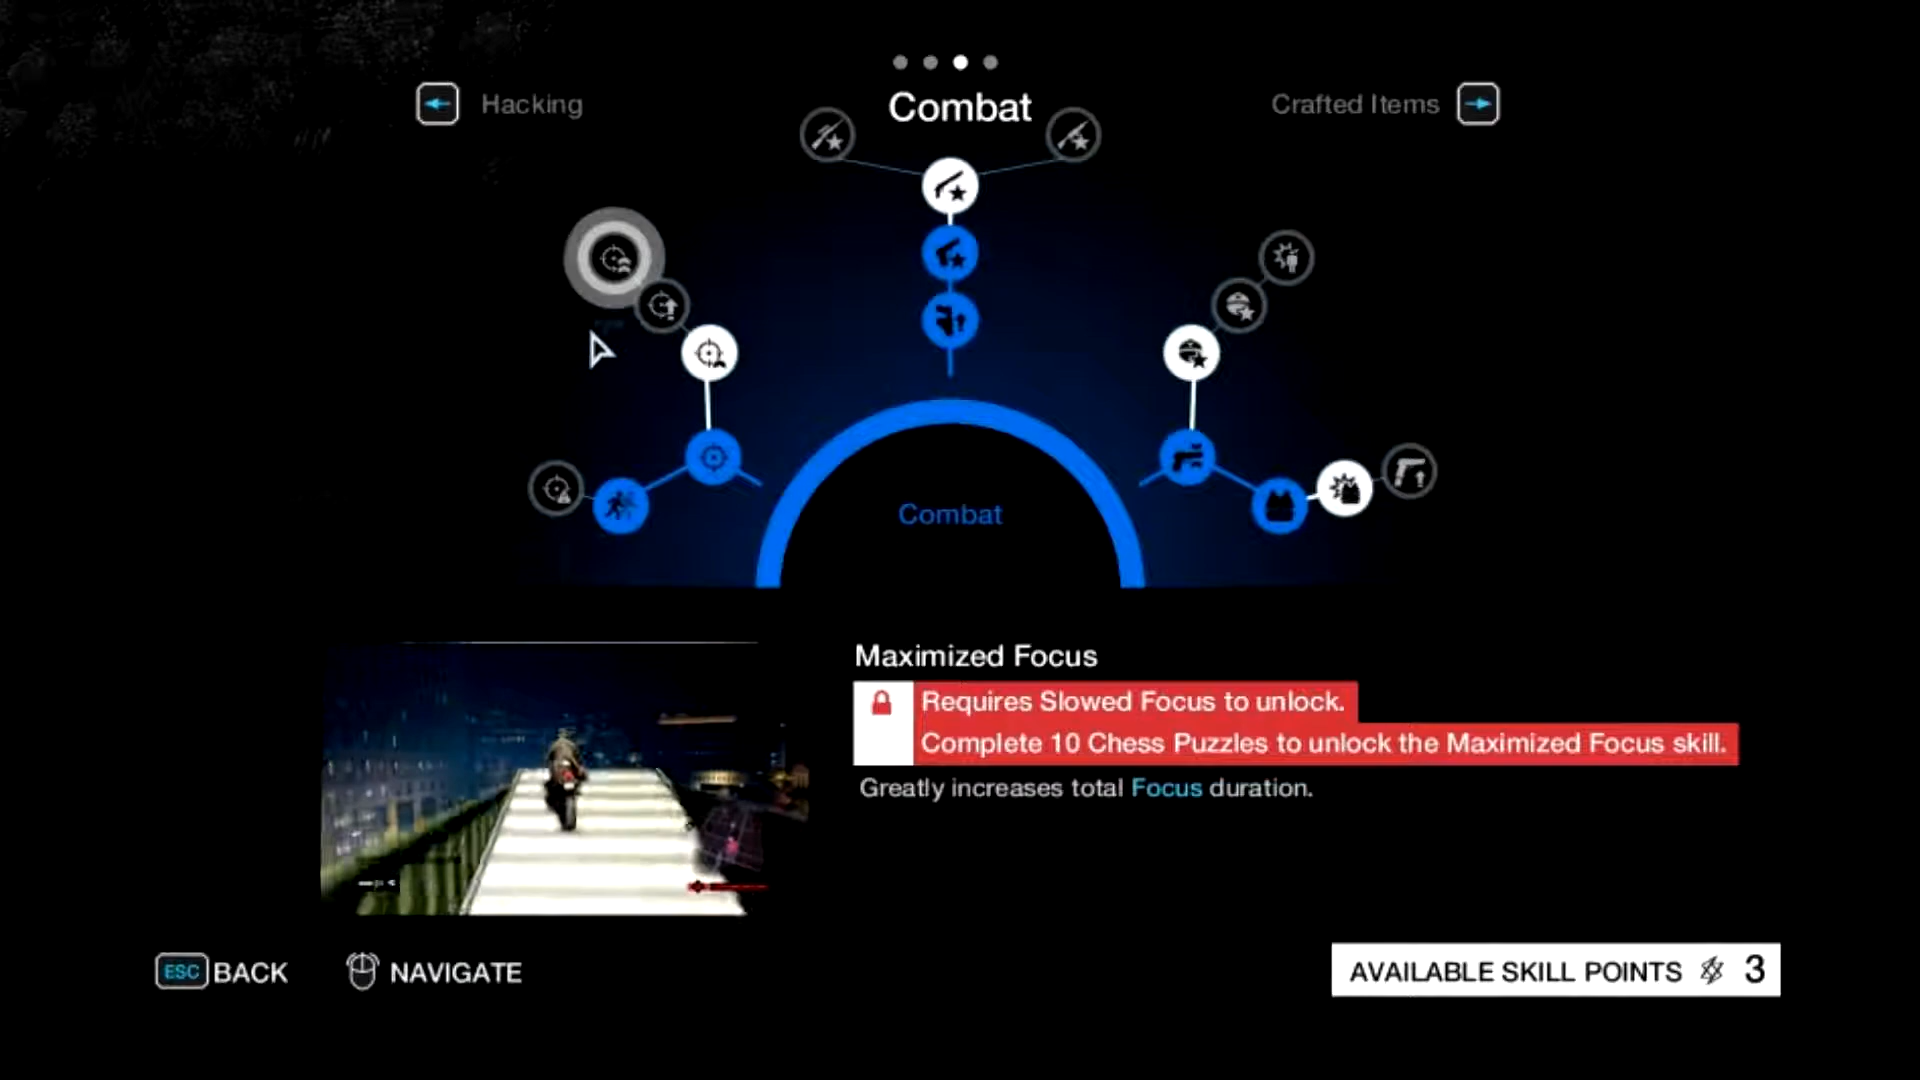 Hacking
Combat
Crafted Items
Combat
Maximized Focus
Requires Slowed Focus to unlock.
Complete 10 Chess Puzzles to unlock the Maximized Focus skill.
Greatly increases total Focus duration.
ESC BACK
NAVIGATE
AVAILABLE SKILL POINTS 3